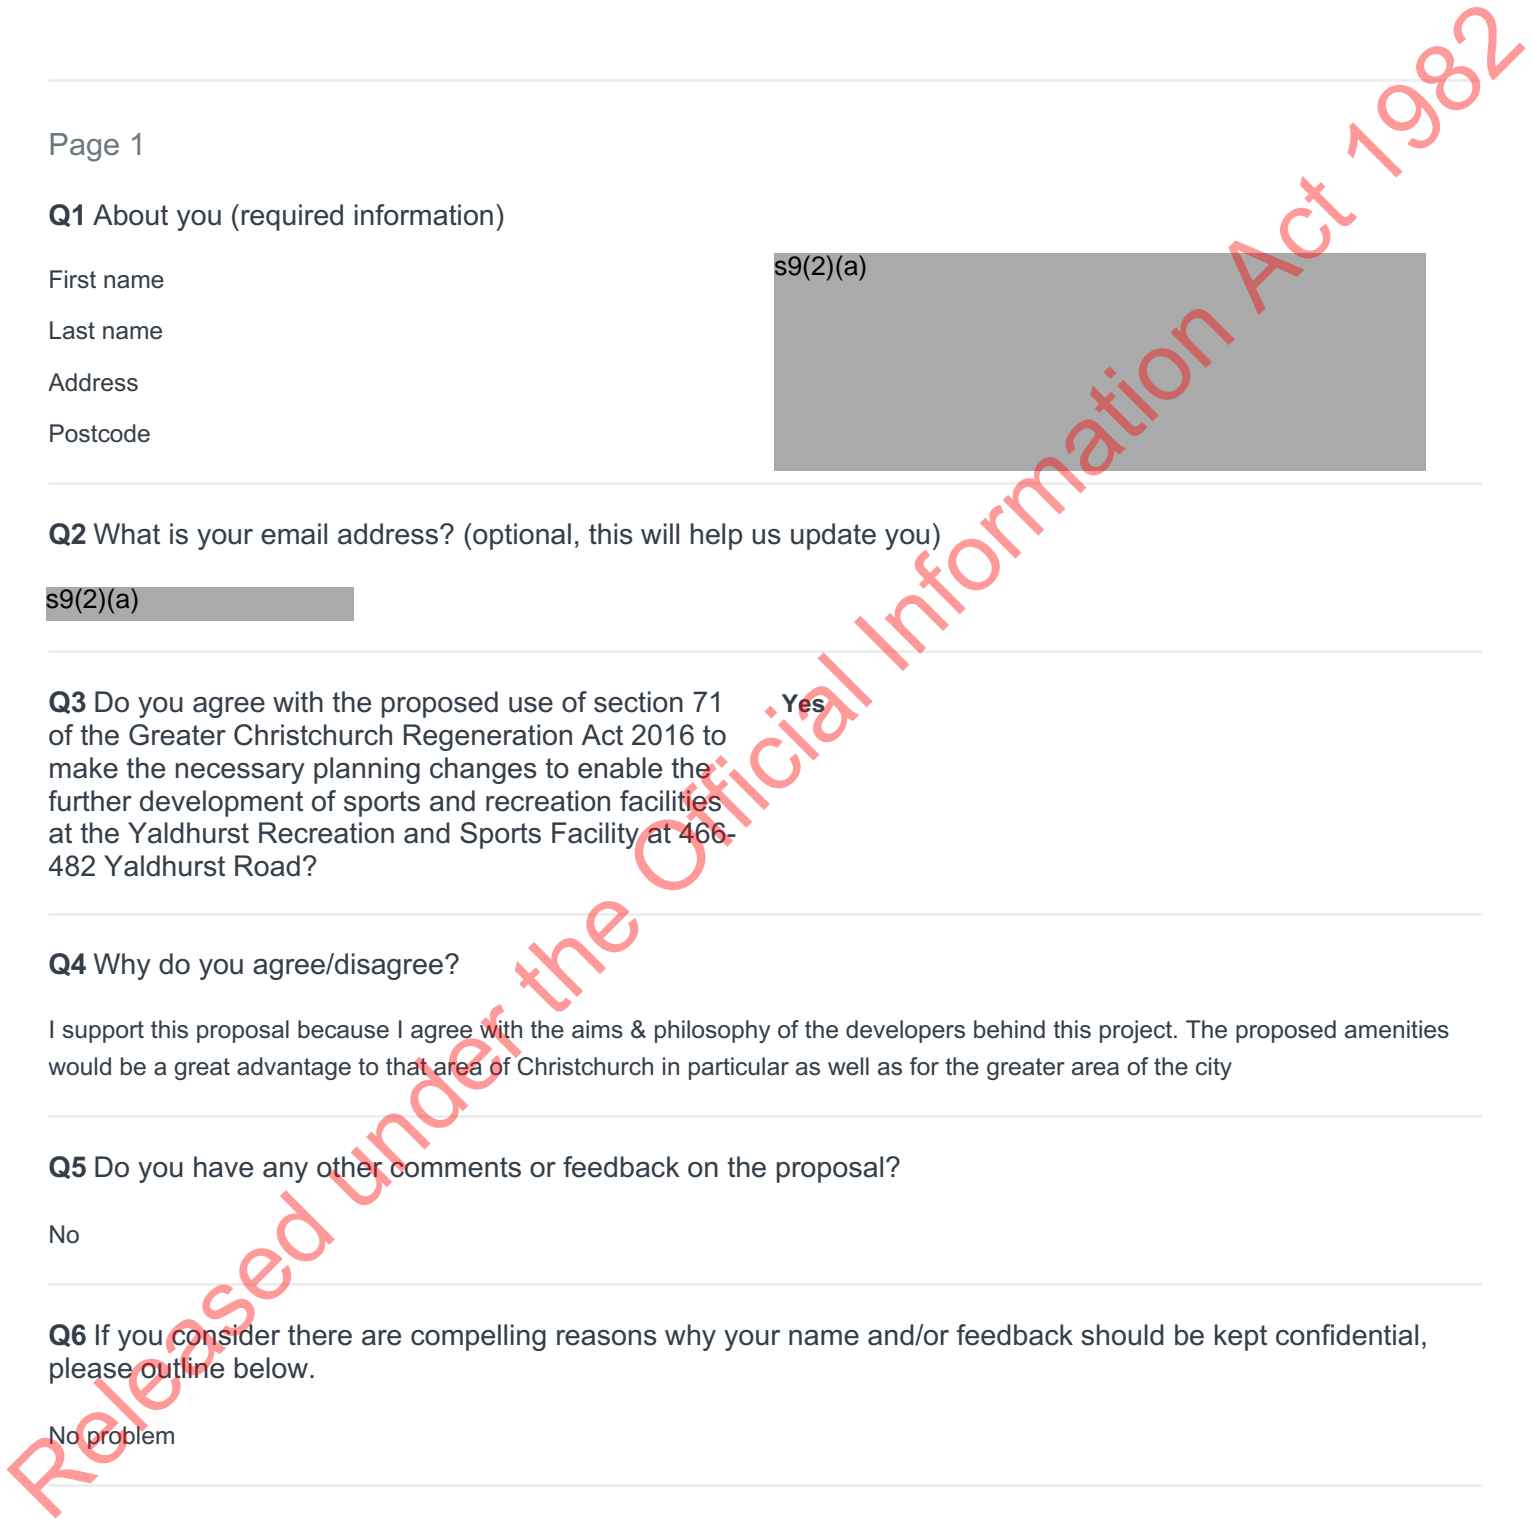 Page 1
Q1 About you (required information)
First name
Last name
Address
Postcode
s9(2)(a)
Q2 What is your email address? (optional, this will help us update you)
s9(2)(a)
Q3 Do you agree with the proposed use of section 71
of the Greater Christchurch Regeneration Act 2016 to
make the necessary planning changes to enable the
further development of sports and recreation facilities
at the Yaldhurst Recreation and Sports Facility at 466-
482 Yaldhurst Road?
Yes
Q4 Why do you agree/disagree?
I support this proposal because I agree with the aims & philosophy of the developers behind this project. The proposed amenities
would be a great advantage to that area of Christchurch in particular as well as for the greater area of the city
Q5 Do you have any other comments or feedback on the proposal?
No
Q6 If you consider there are compelling reasons why your name and/or feedback should be kept confidential,
please outline below.
No problem
Released under the Official Information Act 1982